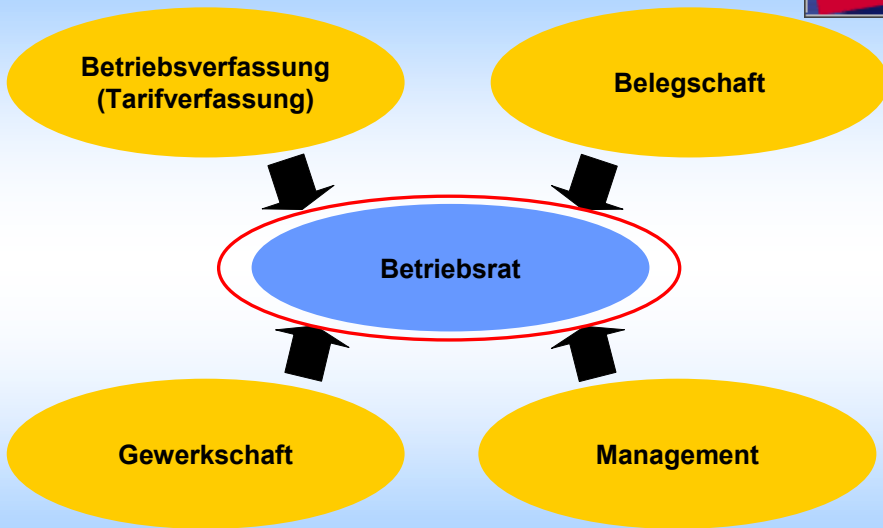 Betriebsverfassung
(Tarifverfassung)
Belegschaft
Betriebsrat
Gewerkschaft
Management